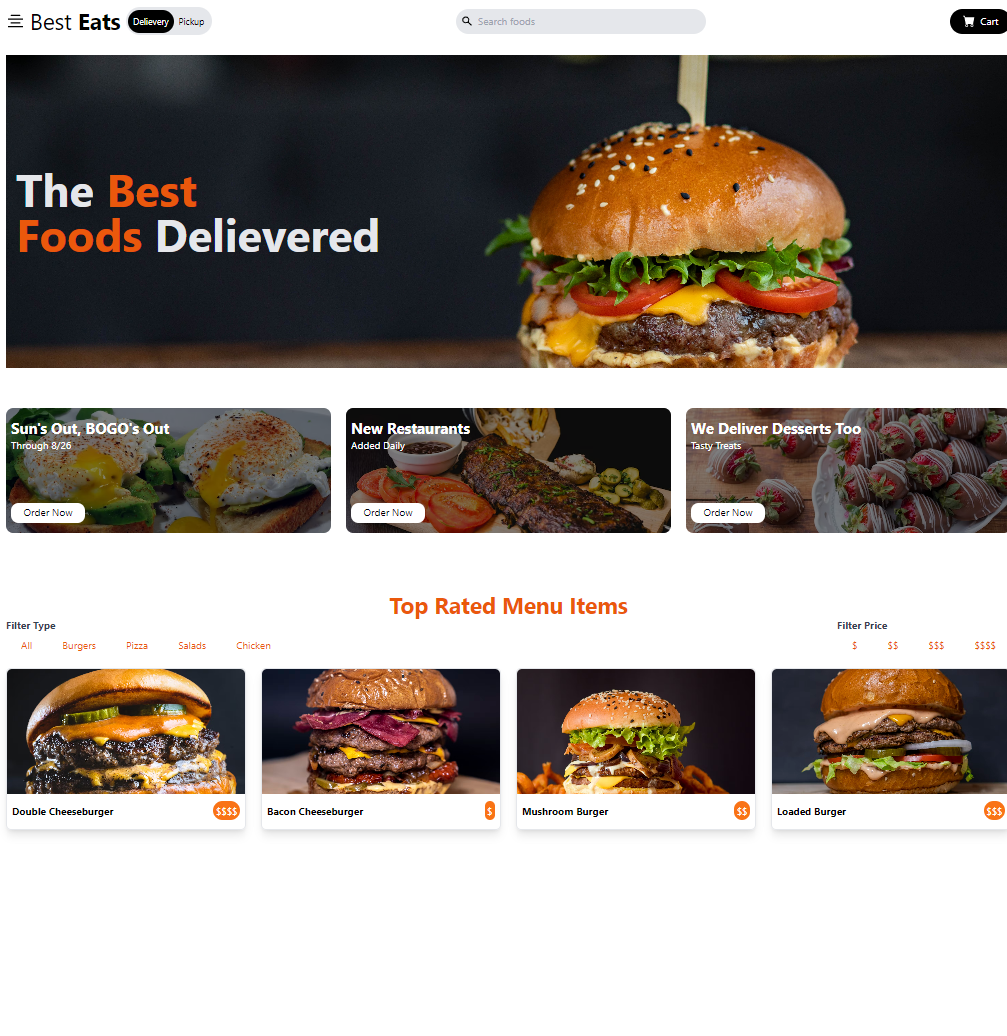 Best Eats
Delievery Pickup
Search foods
Cart
The Best
Foods Delievered
Sun's Out, BOGO's Out
Through 8/26
Order Now
New Restaurants
Added Daily
Order Now
We Deliver Desserts Too
Tasty Treats
Order Now
Top Rated Menu Items
Filter Type
All Burgers Pizza Salads Chicken
Filter Price
$ $$ $$$ $$$$
Double Cheeseburger $$$$
Bacon Cheeseburger $
Mushroom Burger $$
Loaded Burger $$$